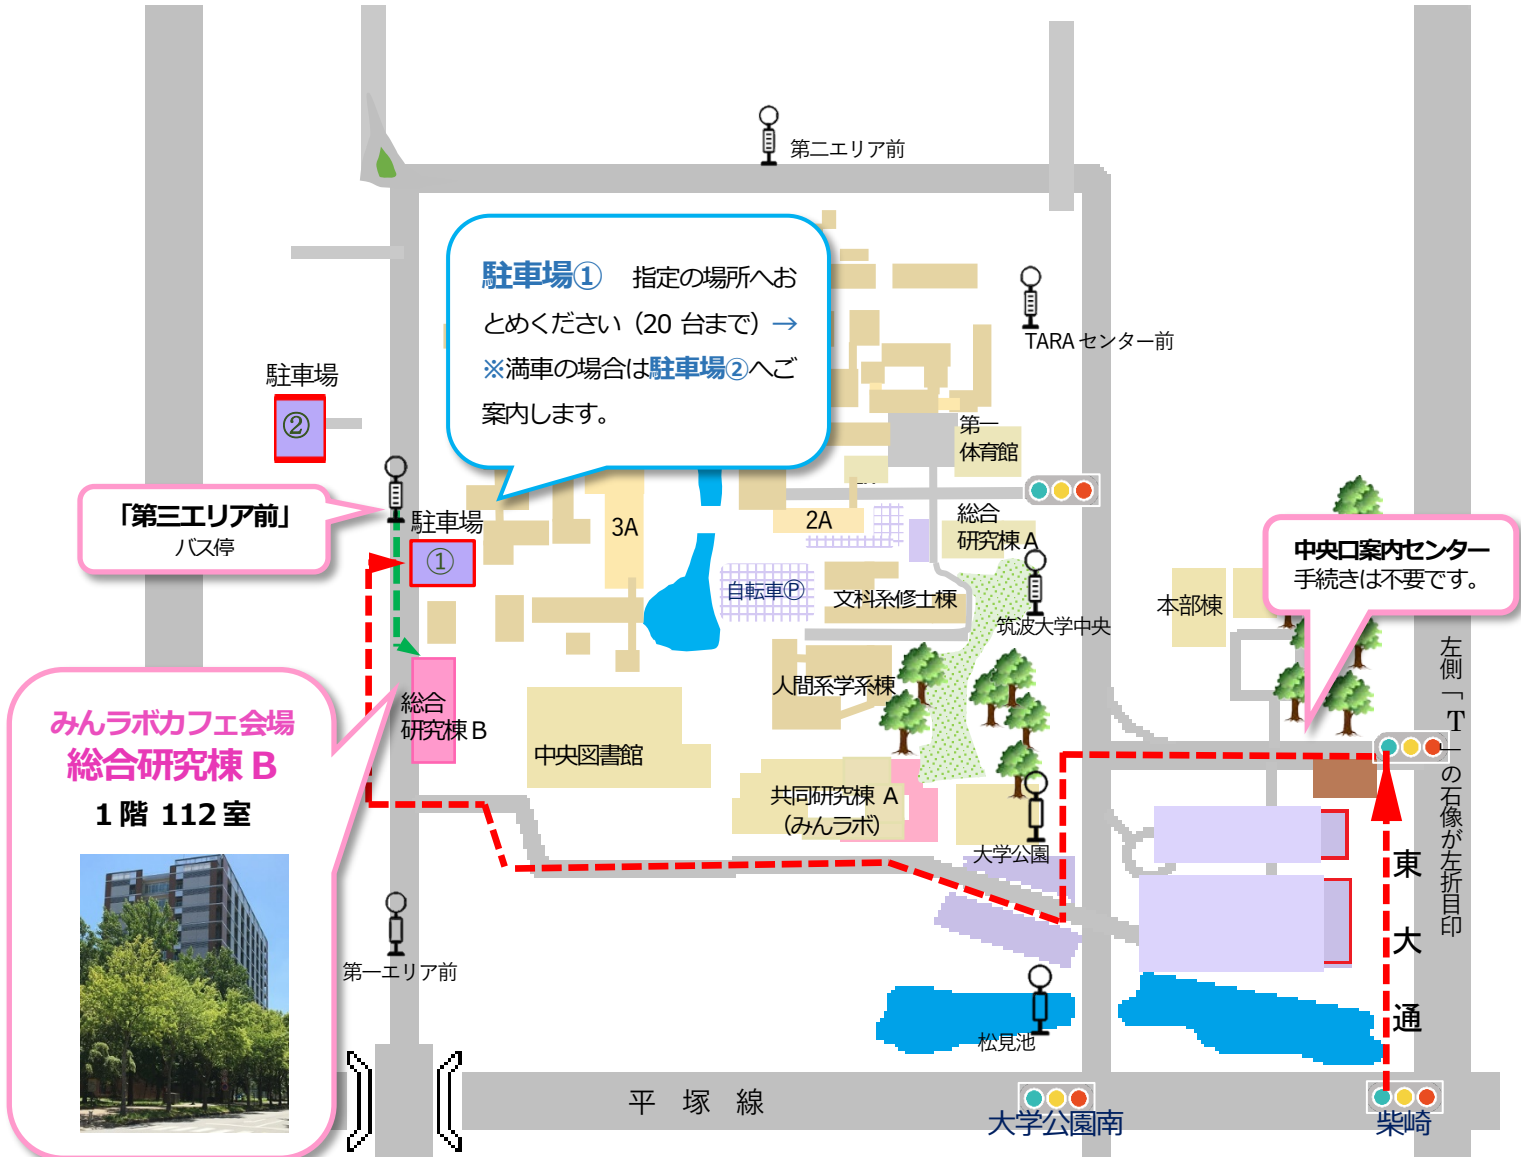 第二エリア前
駐車場① 指定の場所へお
とめください（20 台まで）→
※満車の場合は駐車場②へご
案内します。
TARA センター前
駐車場
②
第一
体育館
「第三エリア前」
バス停
駐車場
①
3A
2A
総合
研究棟 A
中央口案内センター
手続きは不要です。
自転車Ⓟ
文科系修士棟
筑波大学中央
本部棟
左側「T」の石像が左折目印
人間系学系棟
総合
研究棟 B
中央図書館
みんラボカフェ会場
総合研究棟 B
1 階 112 室
共同研究棟 A
（みんラボ）
大学公園
東大通
第一エリア前
松見池
平塚線
大学公園南
柴崎